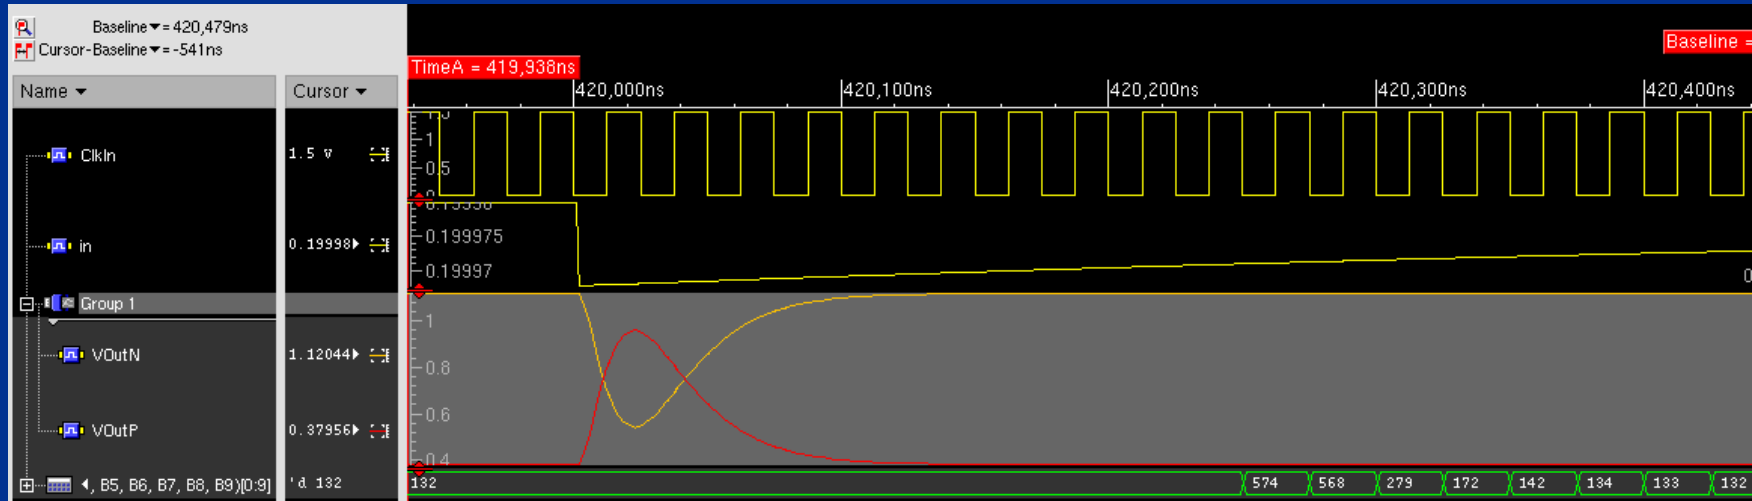 Baseline▼= 420,479ns
Cursor-Baseline▼= -541ns
Baseline =
TimeA = 419,938ns
Name ▼
Cursor ▼
420,000ns
420,100ns
420,200ns
420,300ns
420,400ns
ClkIn
1.5 v
1
0.5
0
in
0.19998
0.199975
0.19997
0
Group 1
1
VOutN
1.12044
0.8
0.6
VOutP
0.37956
0.4
, B5, B6, B7, B8, B9)[0:9]
'd 132
132
574
568
279
172
142
134
133
132